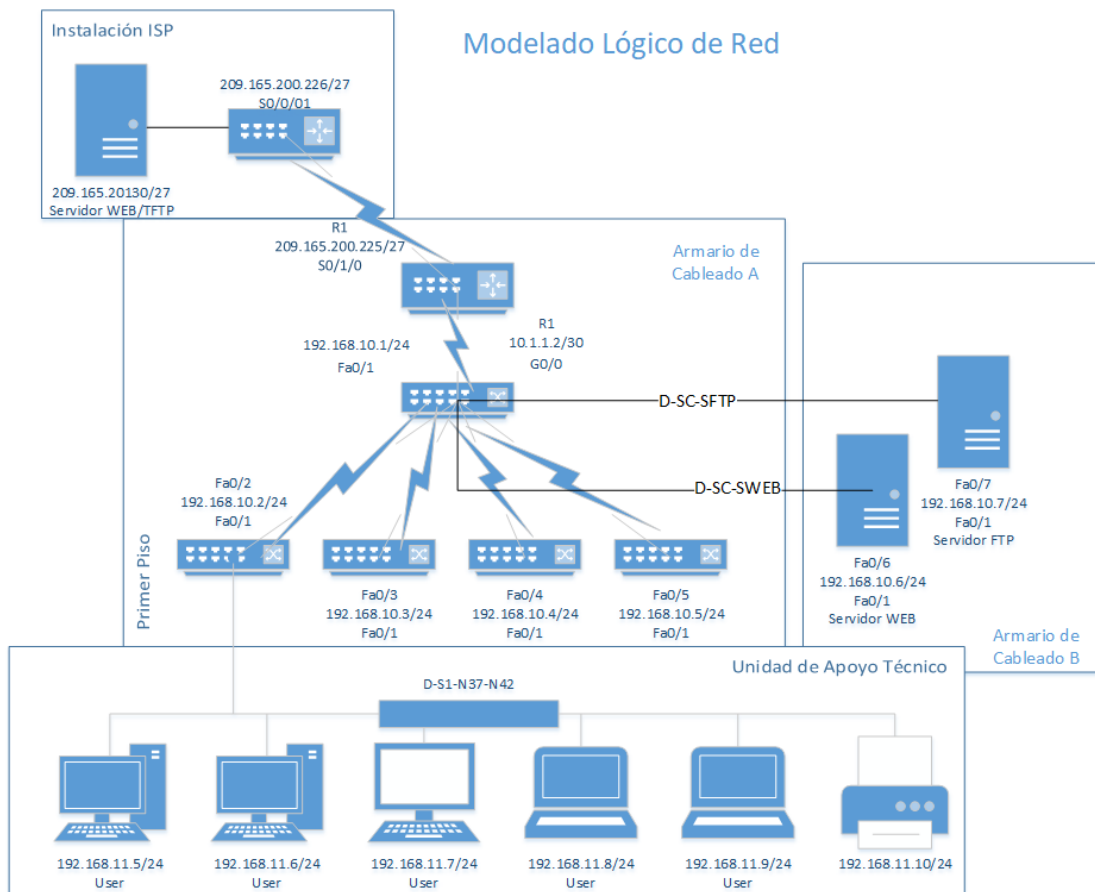 Instalación ISP
Modelado Lógico de Red
209.165.200.226/27
S0/0/01
209.165.20130/27
Servidor WEB/TFTP
R1
209.165.200.225/27
S0/1/0
Armario de
Cableado A
192.168.10.1/24
Fa0/1
R1
10.1.1.2/30
G0/0
D-SC-SFTP
D-SC-SWEB
Fa0/7
192.168.10.7/24
Fa0/1
Servidor FTP
Fa0/6
192.168.10.6/24
Fa0/1
Servidor WEB
Armario de
Cableado B
Primer Piso
Fa0/2
192.168.10.2/24
Fa0/1
Fa0/3
192.168.10.3/24
Fa0/1
Fa0/4
192.168.10.4/24
Fa0/1
Fa0/5
192.168.10.5/24
Fa0/1
Unidad de Apoyo Técnico
D-S1-N37-N42
192.168.11.5/24
User
192.168.11.6/24
User
192.168.11.7/24
User
192.168.11.8/24
User
192.168.11.9/24
User
192.168.11.10/24